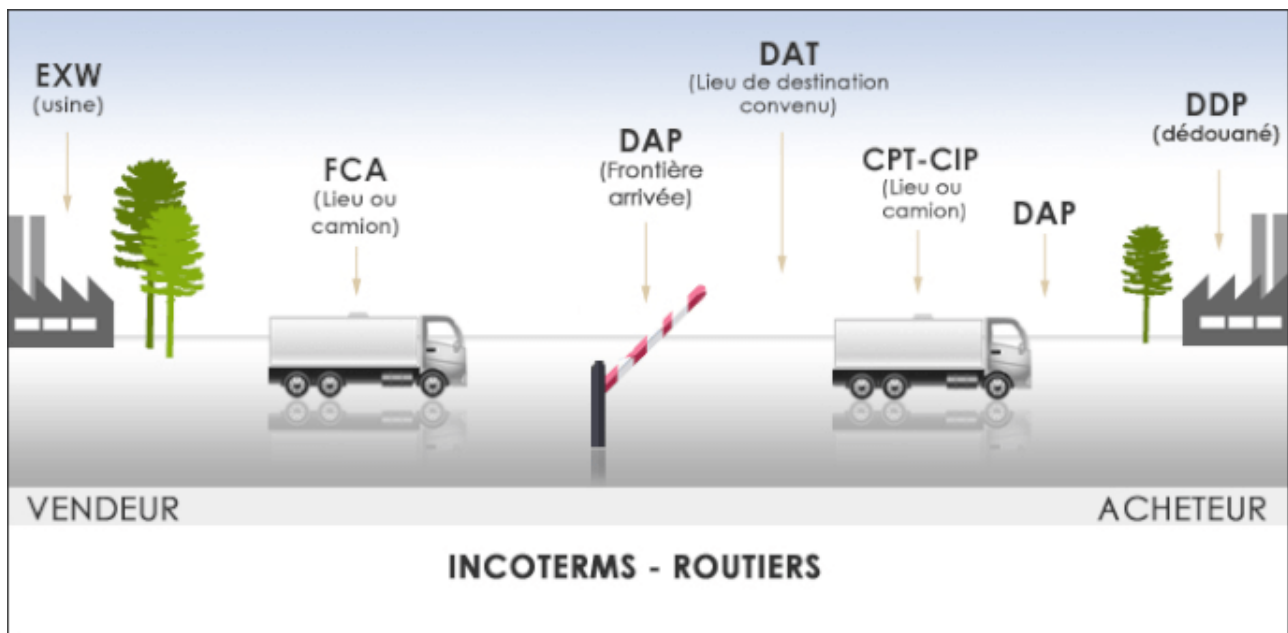 EXW
(usine)
FCA
(Lieu ou
camion)
DAP
(Frontière
arrivée)
DAT
(Lieu de destination
convenu)
CPT-CIP
(Lieu ou
camion)
DAP
DDP
(dédouané)
VENDEUR
ACHETEUR
INCOTERMS - ROUTIERS